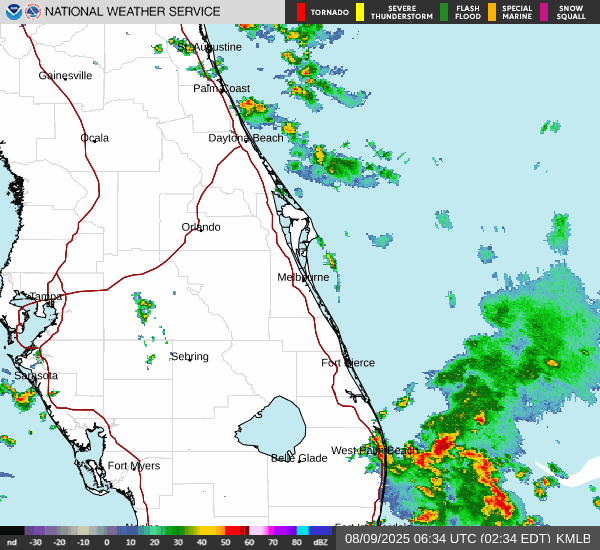 NATIONAL WEATHER SERVICE
TORNADO
SEVERE
THUNDERSTORM
FLASH
FLOOD
SPECIAL
MARINE
SNOW
SQUALL
St. Augustine
Gainesville
Palm Coast
Ocala
Daytona Beach
Orlando
Melbourne
Tampa
Sebring
Fort Pierce
Sarasota
West Palm Beach
Belle Glade
Fort Myers
nd -30 -20 -10 0 10 20 30 40 50 60 70 80 dBZ
08/09/2025 06:34 UTC (02:34 EDT) KMLB